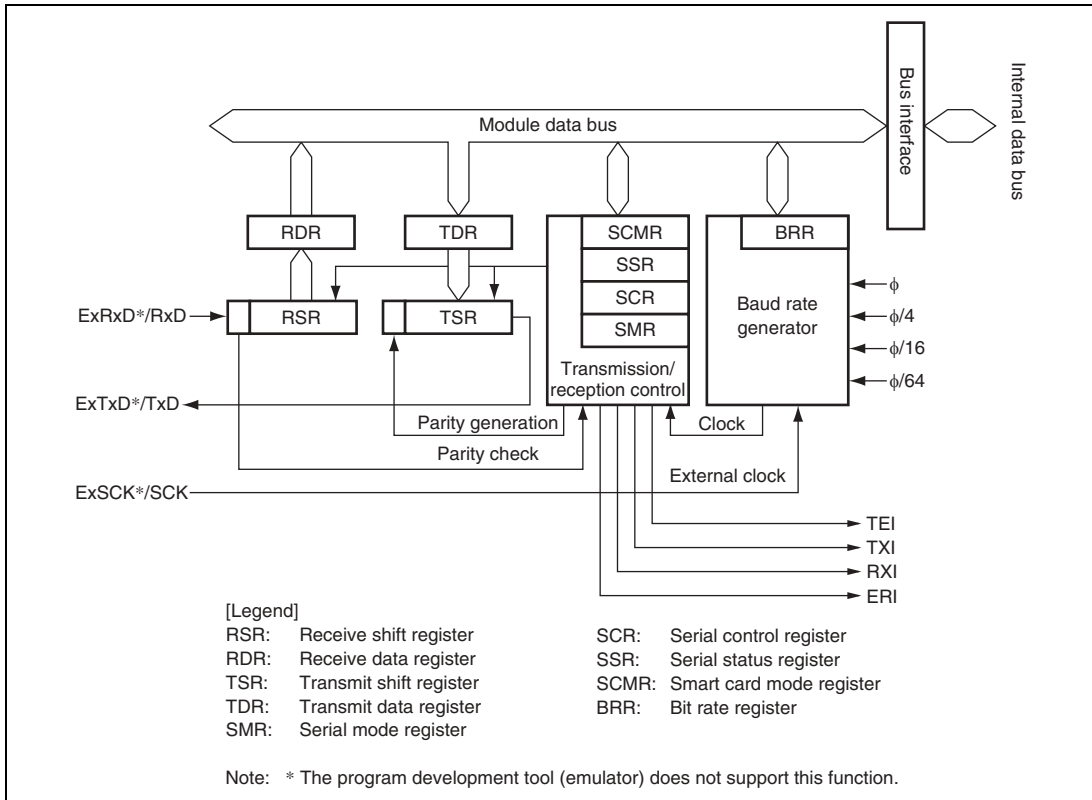 Module data bus
Bus interface
Internal data bus
RDR
TDR
SCMR
BRR
SSR
SCR
SMR
RSR
TSR
Baud rate
generator
ExRxD*/RxD
ϕ
ϕ/4
ϕ/16
ϕ/64
Transmission/
reception control
ExTxD*/TxD
Parity generation
Clock
Parity check
External clock
ExSCK*/SCK
TEI
TXI
RXI
ERI
[Legend]
RSR: Receive shift register
RDR: Receive data register
TSR: Transmit shift register
TDR: Transmit data register
SMR: Serial mode register
SCR: Serial control register
SSR: Serial status register
SCMR: Smart card mode register
BRR: Bit rate register
Note: * The program development tool (emulator) does not support this function.